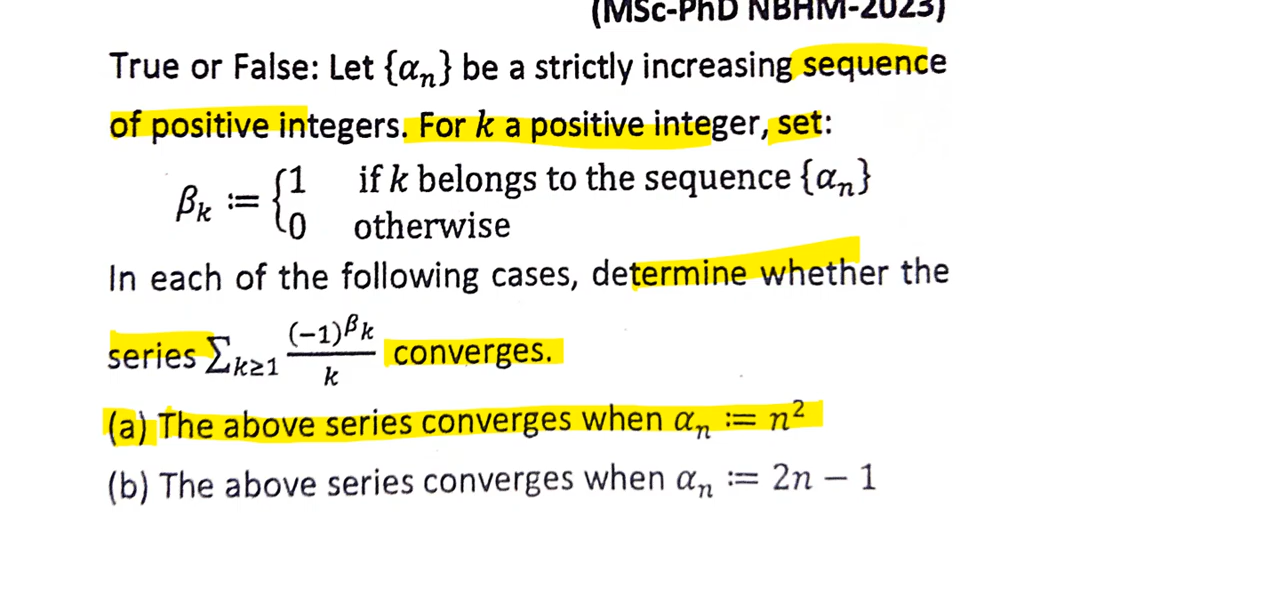 (MSc-PhD NBHM-2023)
True or False: Let {αₙ} be a strictly increasing sequence
of positive integers. For k a positive integer, set:
βₖ := {1 if k belongs to the sequence {αₙ}
0 otherwise
In each of the following cases, determine whether the
series ∑ₖ≥₁ (−1)^βₖ / k converges.
(a) The above series converges when αₙ := n²
(b) The above series converges when αₙ := 2n − 1